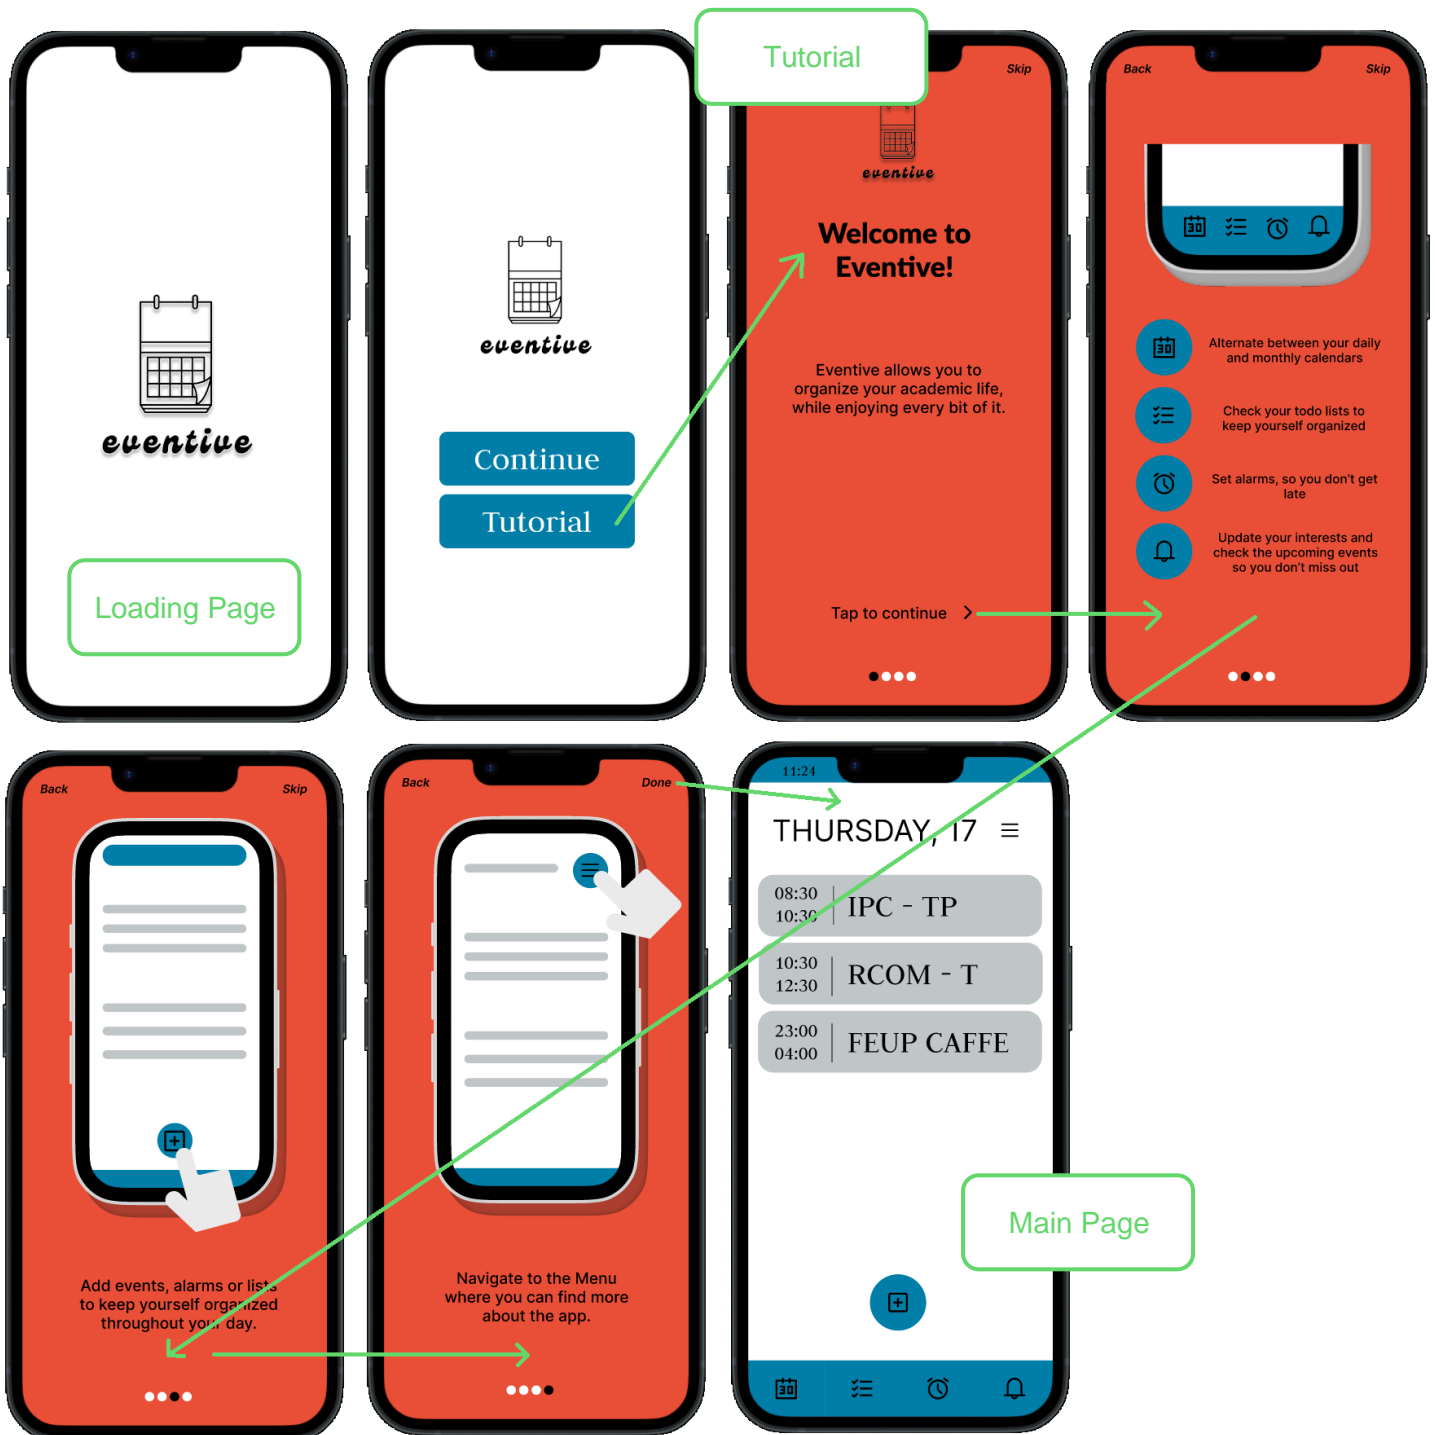 eventive
Loading Page
eventive
Continue
Tutorial
Tutorial
Skip
eventive
Welcome to
Eventive!
Eventive allows you to
organize your academic life,
while enjoying every bit of it.
Tap to continue
Back
Skip
30
30
Alternate between your daily
and monthly calendars
Check your todo lists to
keep yourself organized
Set alarms, so you don't get
late
Update your interests and
check the upcoming events
so you don't miss out
Back
Skip
Add events, alarms or lists
to keep yourself organized
throughout your day.
Back
Done
Navigate to the Menu
where you can find more
about the app.
11:24
THURSDAY, 17
08:30
10:30
IPC - TP
10:30
12:30
RCOM - T
23:00
04:00
FEUP CAFFE
Main Page
30